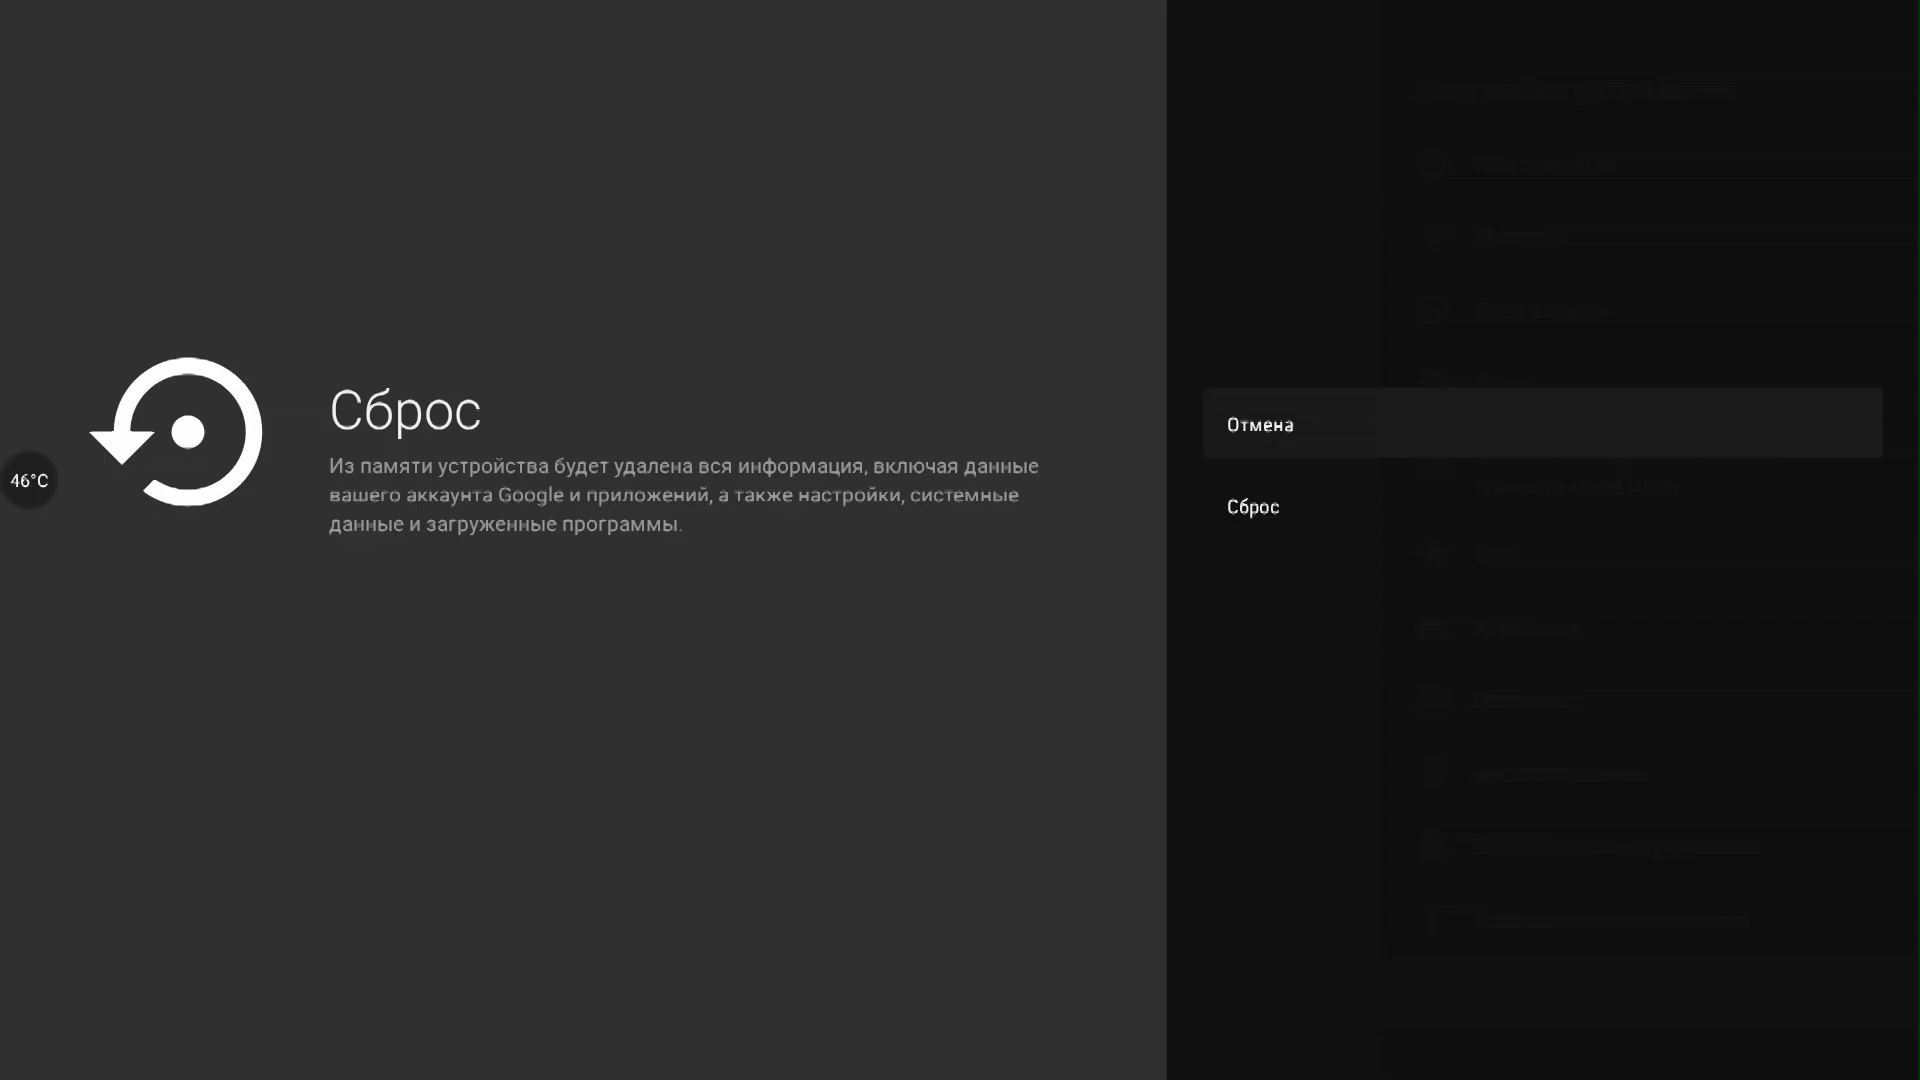 Сброс
Из памяти устройства будет удалена вся информация, включая данные
вашего аккаунта Google и приложений, а также настройки, системные
данные и загруженные программы.
46°C
Отмена
Сброс